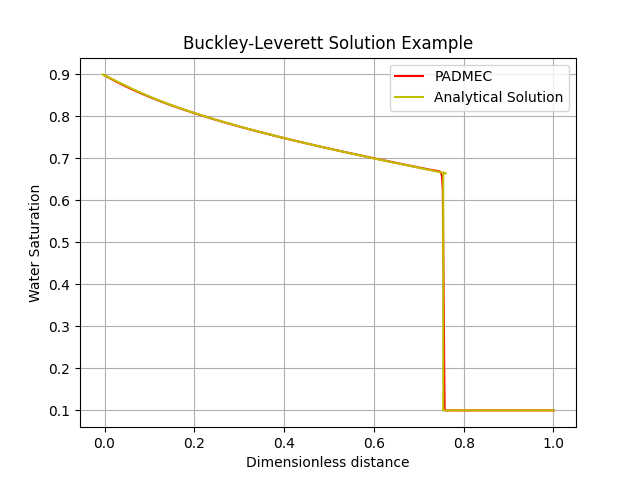 Buckley-Leverett Solution Example
PADMEC
Analytical Solution
Water Saturation
0.9
0.8
0.7
0.6
0.5
0.4
0.3
0.2
0.1
0.0 0.2 0.4 0.6 0.8 1.0
Dimensionless distance